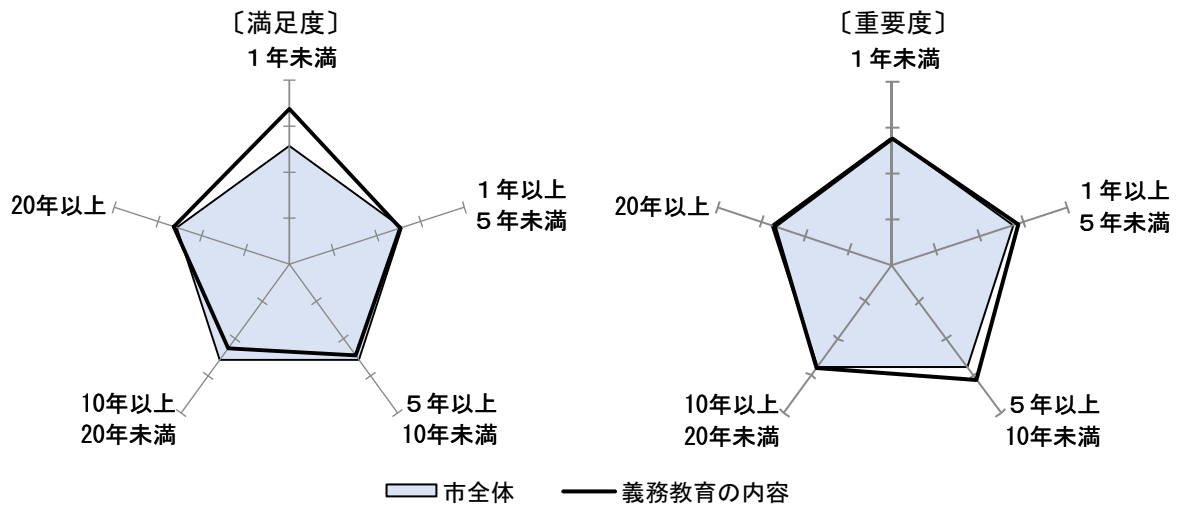 〔満足度〕
１年未満
１年以上
５年未満
５年以上
10年未満
10年以上
20年未満
20年以上
〔重要度〕
１年未満
１年以上
５年未満
５年以上
10年未満
10年以上
20年未満
20年以上
市全体
義務教育の内容